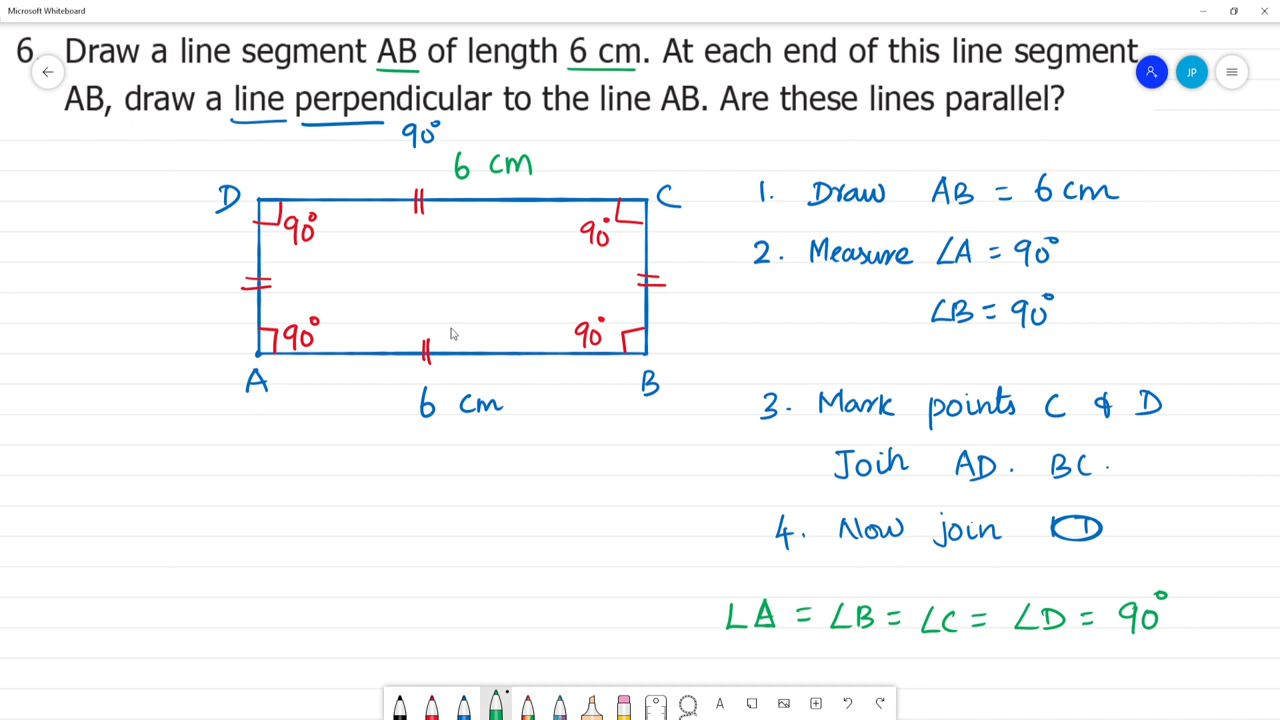 Microsoft Whiteboard
6. Draw a line segment AB of length 6 cm. At each end of this line segment
AB, draw a line perpendicular to the line AB. Are these lines parallel?
JP
90°
6 cm
D C
90° 90°
90° 90°
A B
6 cm
1. Draw AB = 6 cm
2. Measure ∠A = 90°
∠B = 90°
3. Mark points C & D
Join AD. BC.
4. Now join CD
∠A = ∠B = ∠C = ∠D = 90°
A